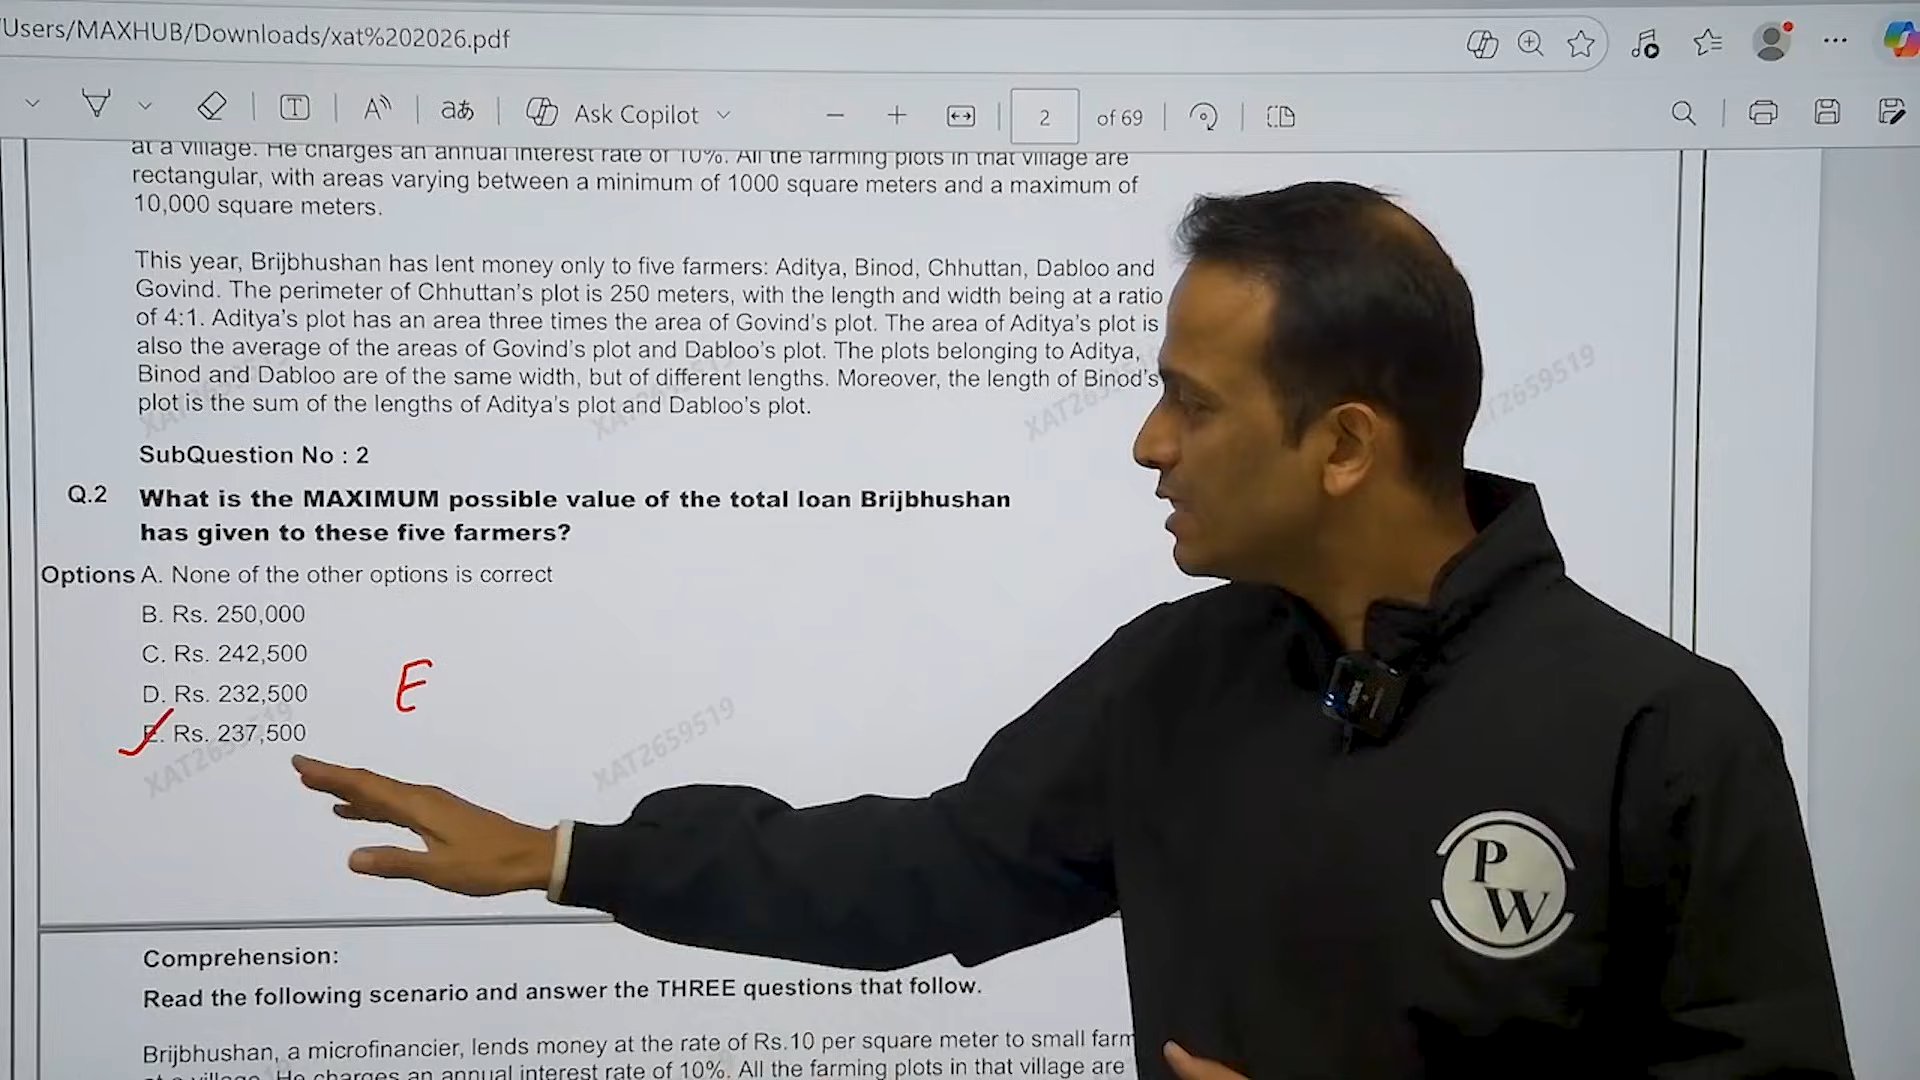 /Users/MAXHUB/Downloads/xat%202026.pdf
Ask Copilot
2 of 69
at a village. He charges an annual interest rate of 10%. All the farming plots in that village are
rectangular, with areas varying between a minimum of 1000 square meters and a maximum of
10,000 square meters.
This year, Brijbhushan has lent money only to five farmers: Aditya, Binod, Chhuttan, Dabloo and
Govind. The perimeter of Chhuttan's plot is 250 meters, with the length and width being at a ratio
of 4:1. Aditya's plot has an area three times the area of Govind's plot. The area of Aditya's plot is
also the average of the areas of Govind's plot and Dabloo's plot. The plots belonging to Aditya,
Binod and Dabloo are of the same width, but of different lengths. Moreover, the length of Binod's
plot is the sum of the lengths of Aditya's plot and Dabloo's plot.
SubQuestion No : 2
Q.2 What is the MAXIMUM possible value of the total loan Brijbhushan
has given to these five farmers?
Options A. None of the other options is correct
B. Rs. 250,000
C. Rs. 242,500
D. Rs. 232,500
E
E. Rs. 237,500
XAT2659519
XAT2659519
Comprehension:
Read the following scenario and answer the THREE questions that follow.
Brijbhushan, a microfinancier, lends money at the rate of Rs.10 per square meter to small farm
at a village. He charges an annual interest rate of 10%. All the farming plots in that village are
PW